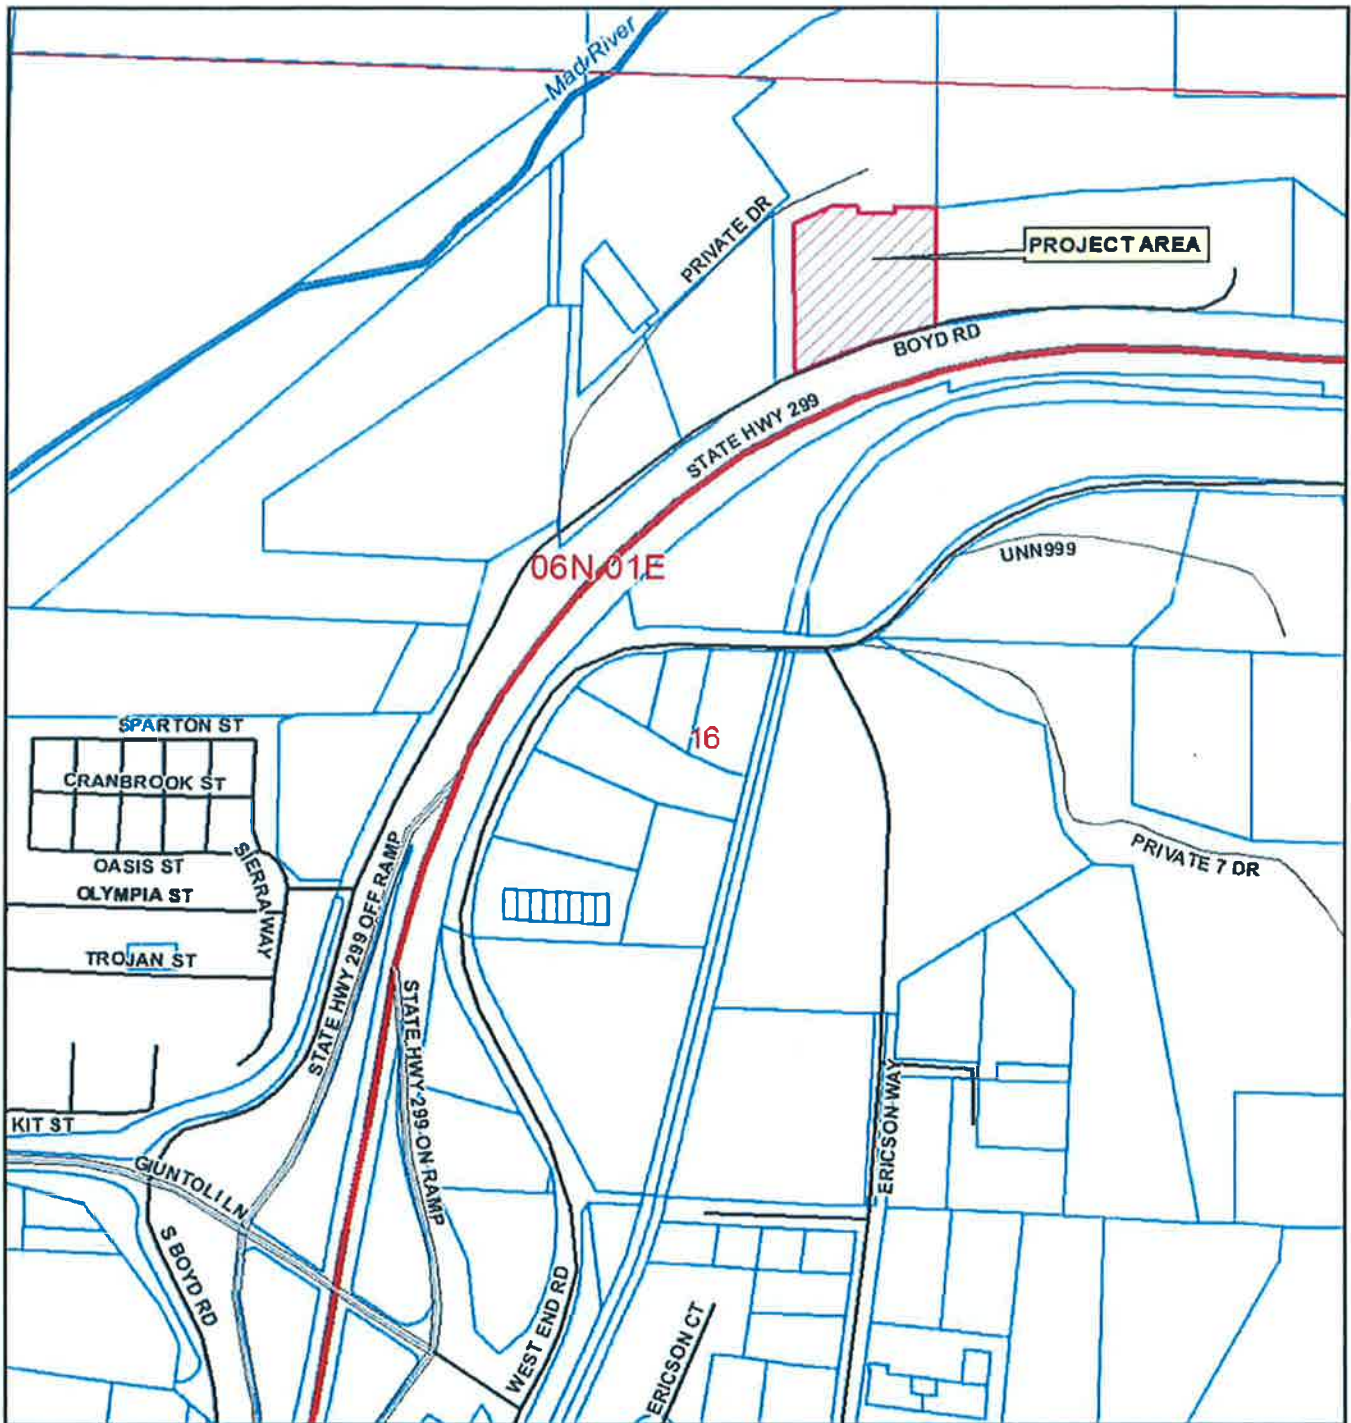 Mad River
PRIVATE DR
PROJECT AREA
BOYD RD
STATE HWY 299
06N 01E
UNN999
16
SPARTON ST
CRANBROOK ST
OASIS ST
SIERRA WAY
OLYMPIA ST
TROJAN ST
STATE HWY 299 OFF RAMP
STATE HWY 299 ON RAMP
PRIVATE 7 DR
KIT ST
GIUNTOLI LN
S BOYD RD
WEST END RD
ERICSON WAY
ERICSON CT